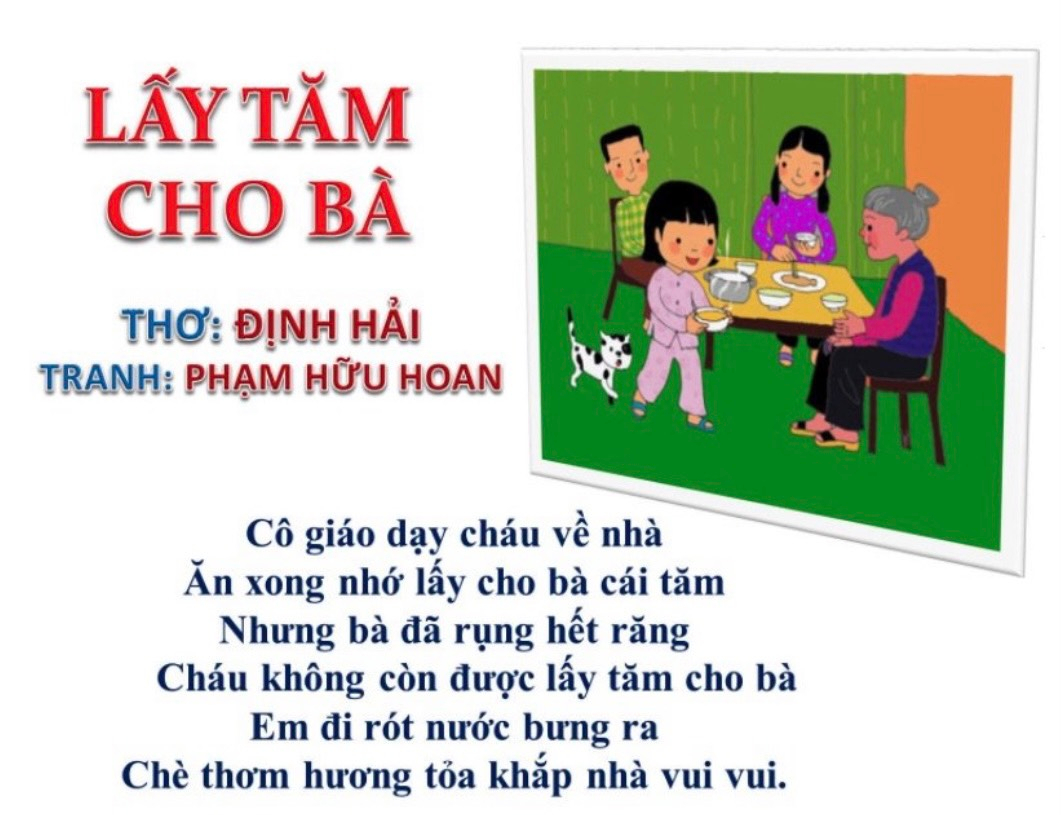 LẤY TĂM
CHO BÀ
THƠ: ĐỊNH HẢI
TRANH: PHẠM HỮU HOAN
Cô giáo dạy cháu về nhà
Ăn xong nhớ lấy cho bà cái tăm
Nhưng bà đã rụng hết răng
Cháu không còn được lấy tăm cho bà
Em đi rót nước bưng ra
Chè thơm hương tỏa khắp nhà vui vui.